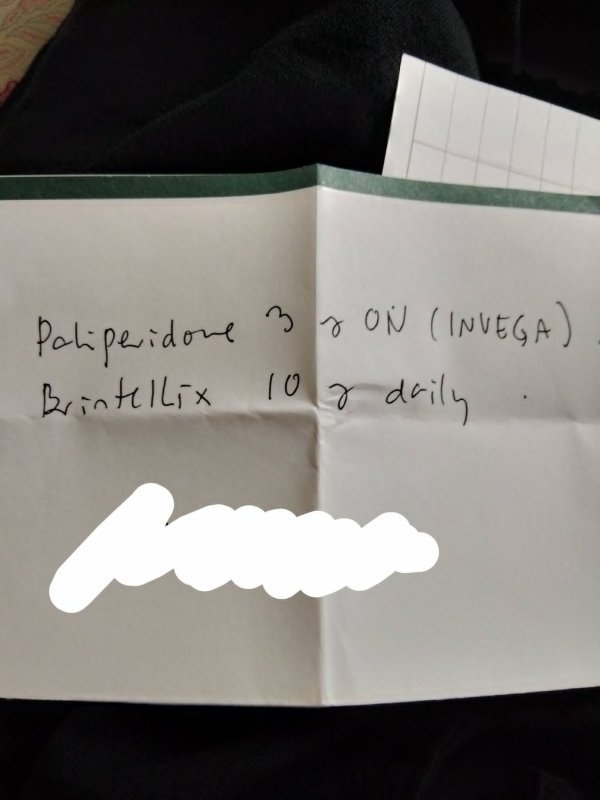 Paliperidone 3 ON (INVEGA).
Brintellix 10 daily.